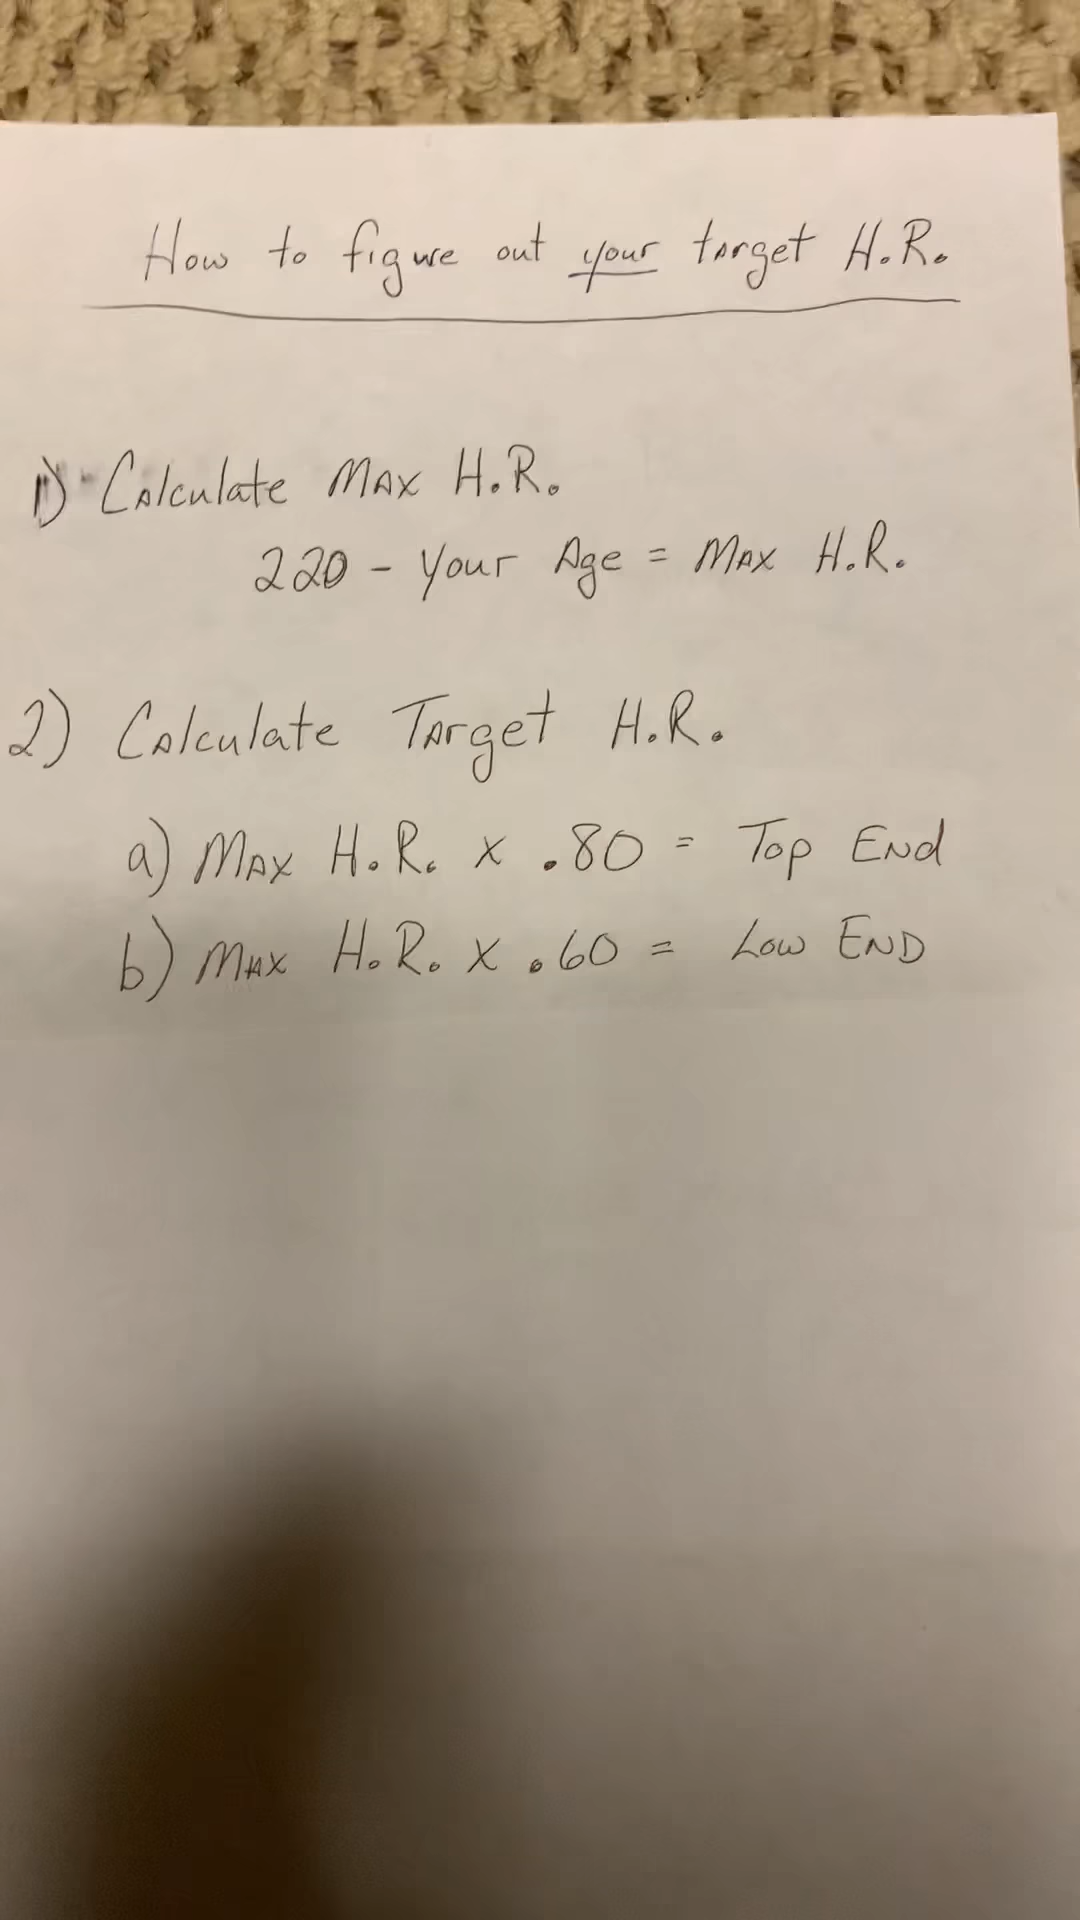 How to figure out your target H.R.
1) Calculate Max H.R.
220 - Your Age = Max H.R.
2) Calculate Target H.R.
a) Max H.R. x .80 = Top End
b) Max H.R. x .60 = Low END